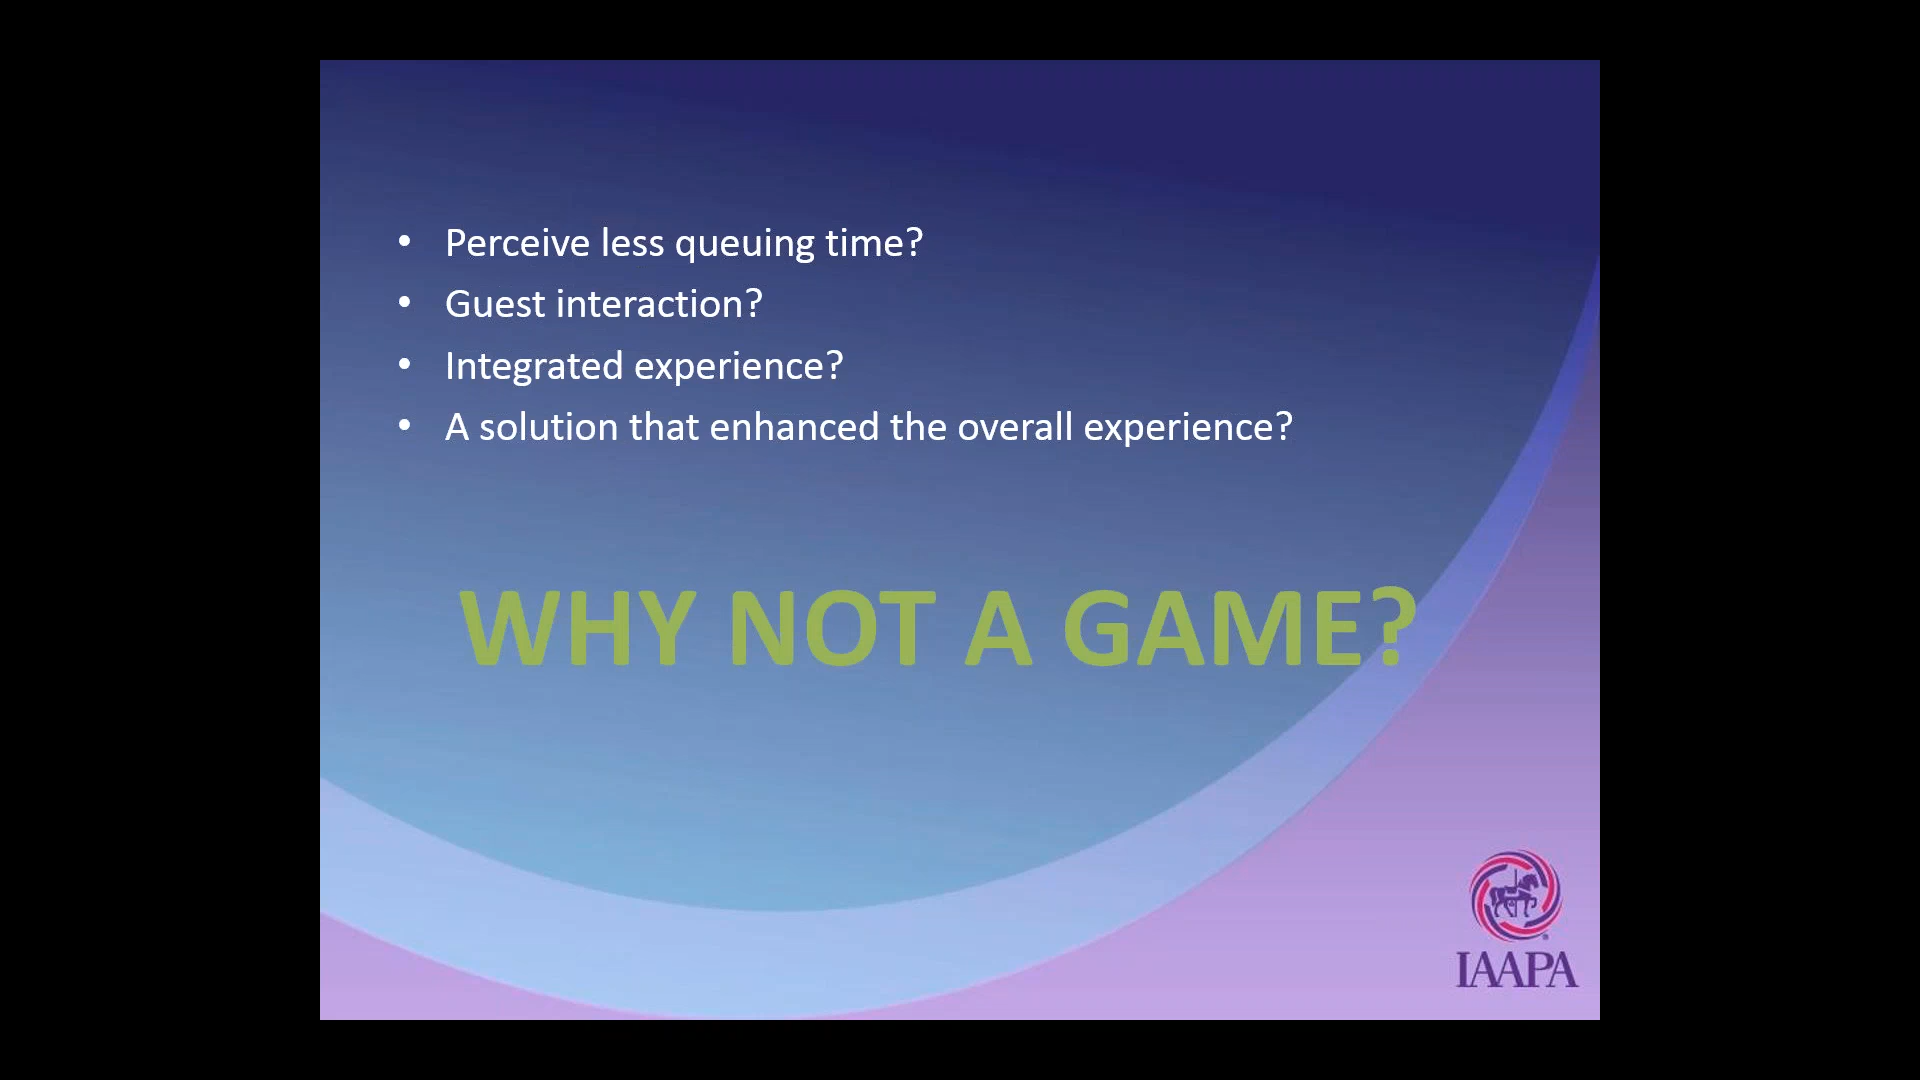 • Perceive less queuing time?
• Guest interaction?
• Integrated experience?
• A solution that enhanced the overall experience?
WHY NOT A GAME?
IAAPA